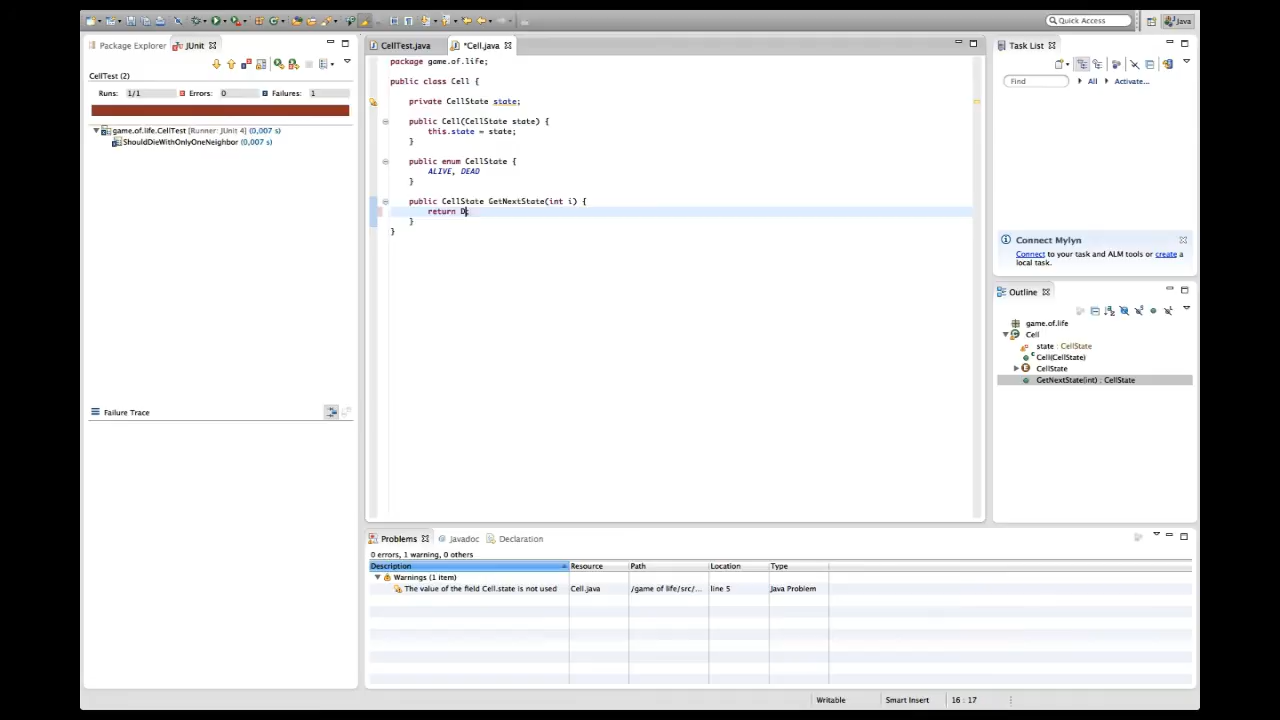 Quick Access
Java
Package Explorer
JUnit
CellTest (2)
Runs: 1/1
Errors: 0
Failures: 1
game.of.life.CellTest [Runner: JUnit 4] (0,007 s)
ShouldDieWithOnlyOneNeighbor (0,007 s)
Failure Trace
CellTest.java
*Cell.java
package game.of.life;
public class Cell {
private CellState state;
public Cell(CellState state) {
this.state = state;
}
public enum CellState {
ALIVE, DEAD
}
public CellState GetNextState(int i) {
return D;
}
}
Task List
Find
All
Activate...
Connect Mylyn
Connect to your task and ALM tools or create a
local task.
Outline
game.of.life
Cell
state : CellState
Cell(CellState)
CellState
GetNextState(int) : CellState
Problems
Javadoc
Declaration
0 errors, 1 warning, 0 others
Description Resource Path Location Type
Warnings (1 item)
The value of the field Cell.state is not used Cell.java /game of life/src/... line 5 Java Problem
Writable
Smart Insert
16 : 17